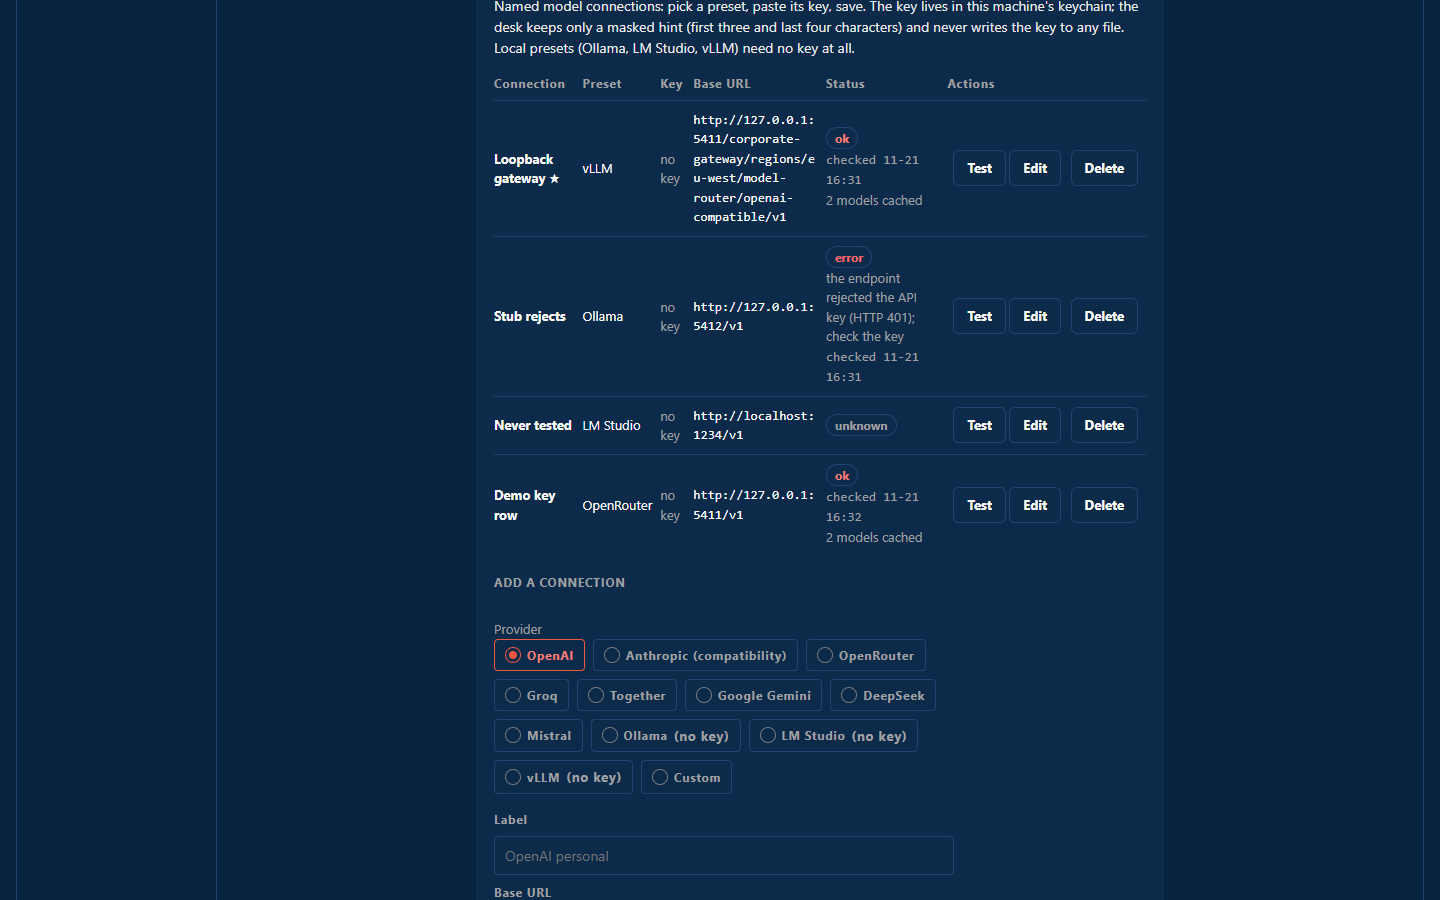 Named model connections: pick a preset, paste its key, save. The key lives in this machine's keychain; the
desk keeps only a masked hint (first three and last four characters) and never writes the key to any file.
Local presets (Ollama, LM Studio, vLLM) need no key at all.
Connection Preset Key Base URL Status Actions
Loopback
gateway ★
vLLM
no
key
http://127.0.0.1:
5411/corporate-
gateway/regions/e
u-west/model-
router/openai-
compatible/v1
ok
checked 11-21
16:31
2 models cached
Test Edit Delete
Stub rejects
Ollama
no
key
http://127.0.0.1:
5412/v1
error
the endpoint
rejected the API
key (HTTP 401);
check the key
checked 11-21
16:31
Test Edit Delete
Never tested
LM Studio
no
key
http://localhost:
1234/v1
unknown
Test Edit Delete
Demo key
row
OpenRouter
no
key
http://127.0.0.1:
5411/v1
ok
checked 11-21
16:32
2 models cached
Test Edit Delete
ADD A CONNECTION
Provider
OpenAI Anthropic (compatibility) OpenRouter
Groq Together Google Gemini DeepSeek
Mistral Ollama (no key) LM Studio (no key)
vLLM (no key) Custom
Label
OpenAI personal
Base URL